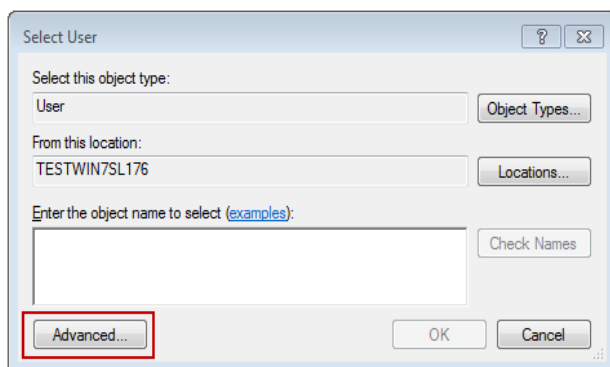 Select User
Select this object type:
User
Object Types...
From this location:
TESTWIN7SL176
Locations...
Enter the object name to select (examples):
Check Names
Advanced...
OK
Cancel